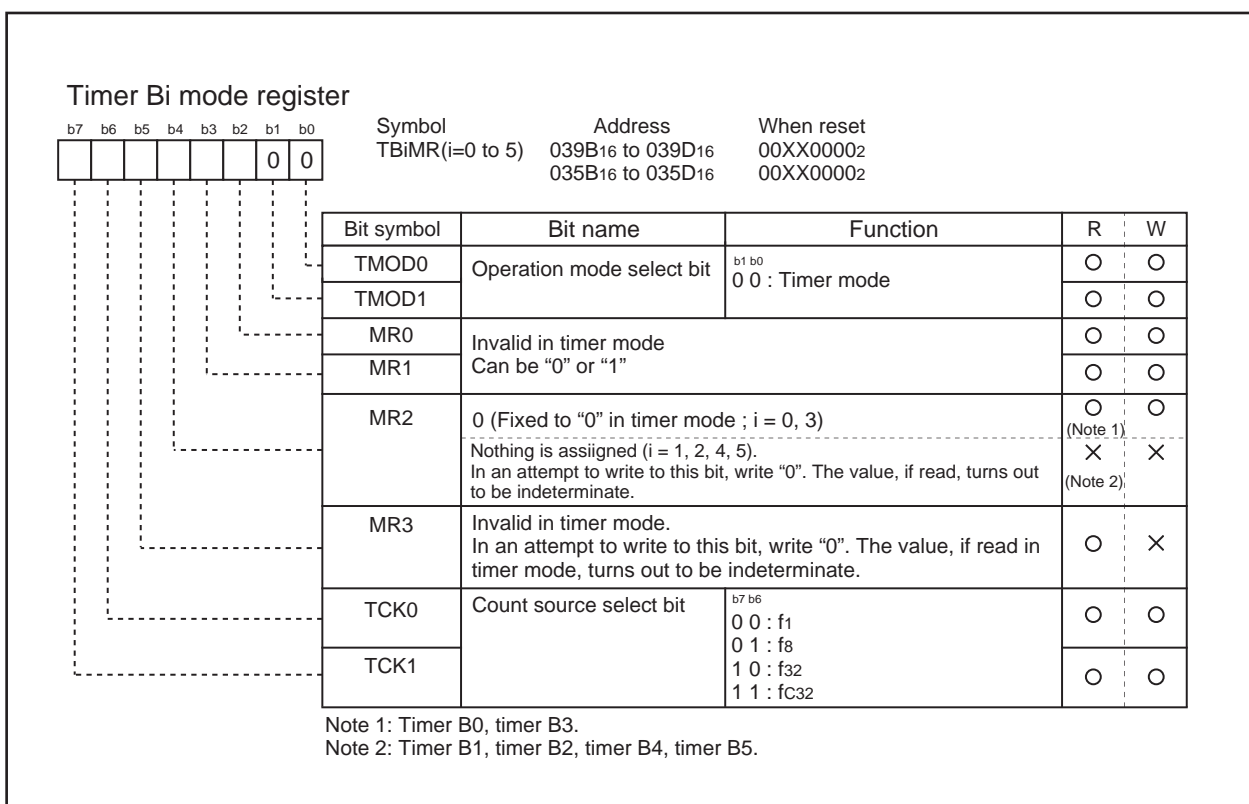 Timer Bi mode register
b7 b6 b5 b4 b3 b2 b1 b0
0 0
Symbol Address When reset
TBiMR(i=0 to 5) 039B16 to 039D16 00XX00002
035B16 to 035D16 00XX00002
Bit symbol Bit name Function R W
TMOD0 Operation mode select bit b1 b0
0 0 : Timer mode
TMOD1
MR0 Invalid in timer mode
MR1 Can be “0” or “1”
MR2 0 (Fixed to “0” in timer mode ; i = 0, 3) (Note 1)
Nothing is assiigned (i = 1, 2, 4, 5).
In an attempt to write to this bit, write “0”. The value, if read, turns out
to be indeterminate.
(Note 2)
MR3 Invalid in timer mode.
In an attempt to write to this bit, write “0”. The value, if read in
timer mode, turns out to be indeterminate.
TCK0 Count source select bit b7 b6
0 0 : f1
0 1 : f8
TCK1 1 0 : f32
1 1 : fC32
Note 1: Timer B0, timer B3.
Note 2: Timer B1, timer B2, timer B4, timer B5.